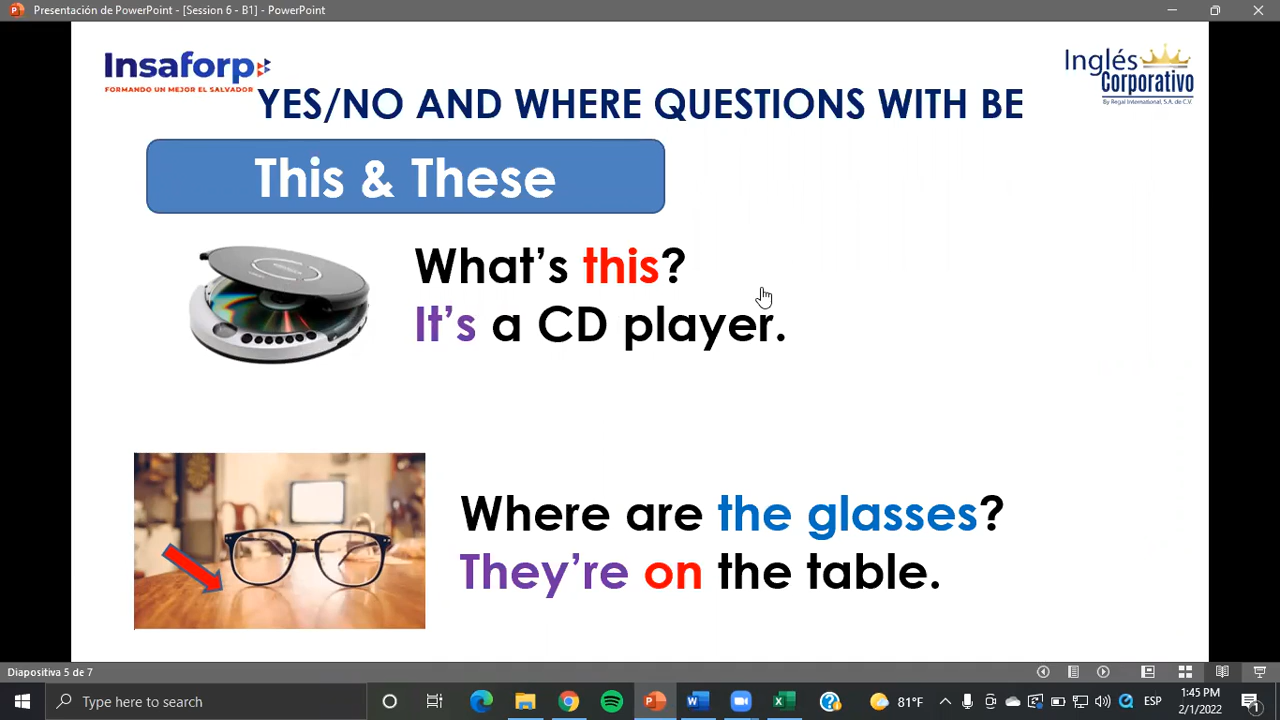 Presentación de PowerPoint - [Session 6 - B1] - PowerPoint
Insaforp
FORMANDO UN MEJOR EL SALVADOR
Inglés
Corporativo
By Regal International, S.A. de C.V.
YES/NO AND WHERE QUESTIONS WITH BE
This & These
What's this?
It's a CD player.
Where are the glasses?
They're on the table.
Diapositiva 5 de 7
Type here to search
81°F
ESP
1:45 PM
2/1/2022
1